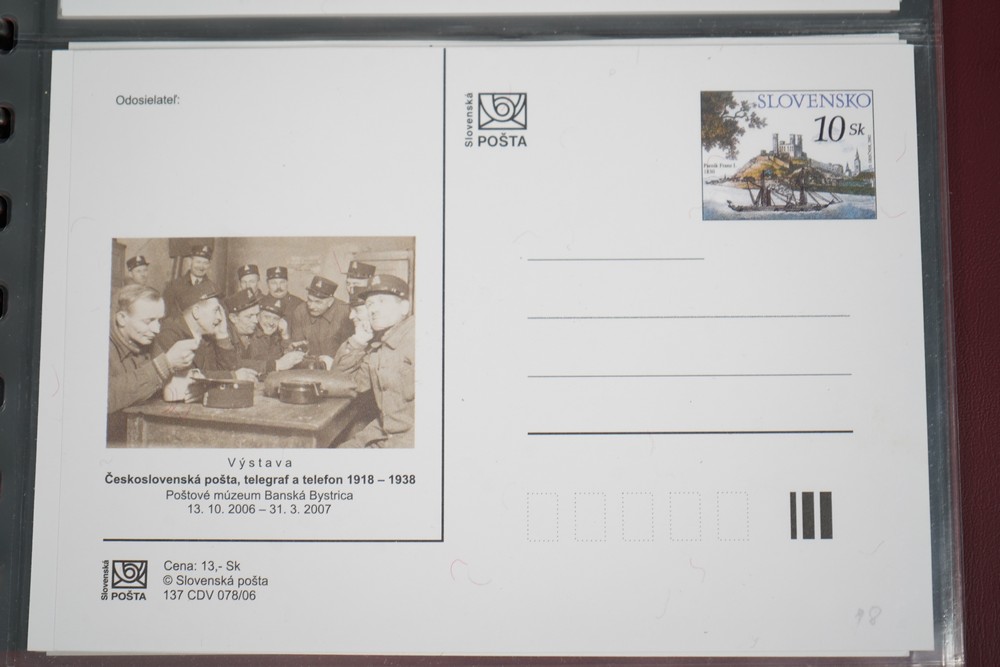 Odosielateľ:
Slovenská
POŠTA
SLOVENSKO
10 Sk
Výstava
Československá pošta, telegraf a telefon 1918 – 1938
Poštové múzeum Banská Bystrica
13. 10. 2006 – 31. 3. 2007
Slovenská
POŠTA
Cena: 13,- Sk
© Slovenská pošta
137 CDV 078/06